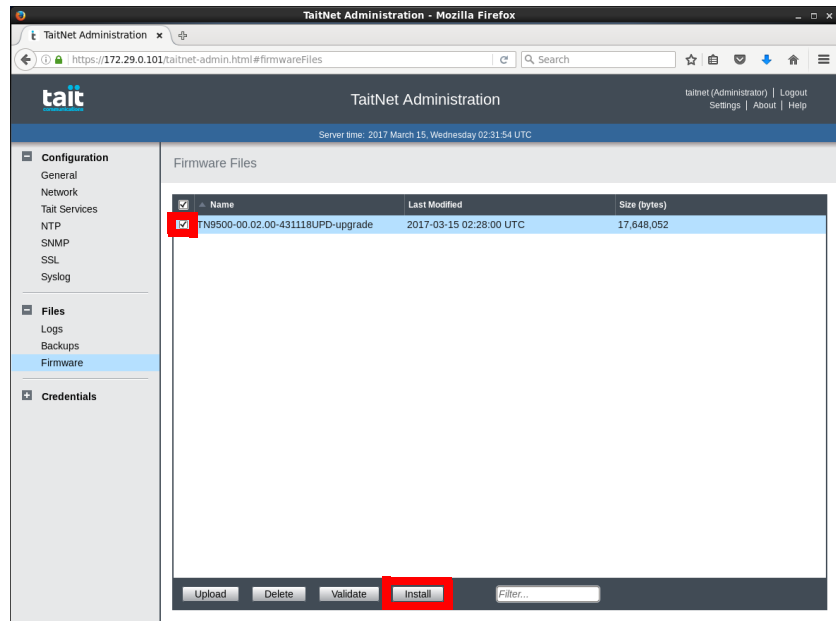 TaitNet Administration - Mozilla Firefox
TaitNet Administration
https://172.29.0.101/taitnet-admin.html#firmwareFiles
Search
tait
communications
TaitNet Administration
taitnet (Administrator) | Logout
Settings | About | Help
Server time: 2017 March 15, Wednesday 02:31:54 UTC
Configuration
General
Network
Tait Services
NTP
SNMP
SSL
Syslog
Files
Logs
Backups
Firmware
Credentials
Firmware Files
Name Last Modified Size (bytes)
TN9500-00.02.00-431118UPD-upgrade 2017-03-15 02:28:00 UTC 17,648,052
Upload Delete Validate Install Filter...